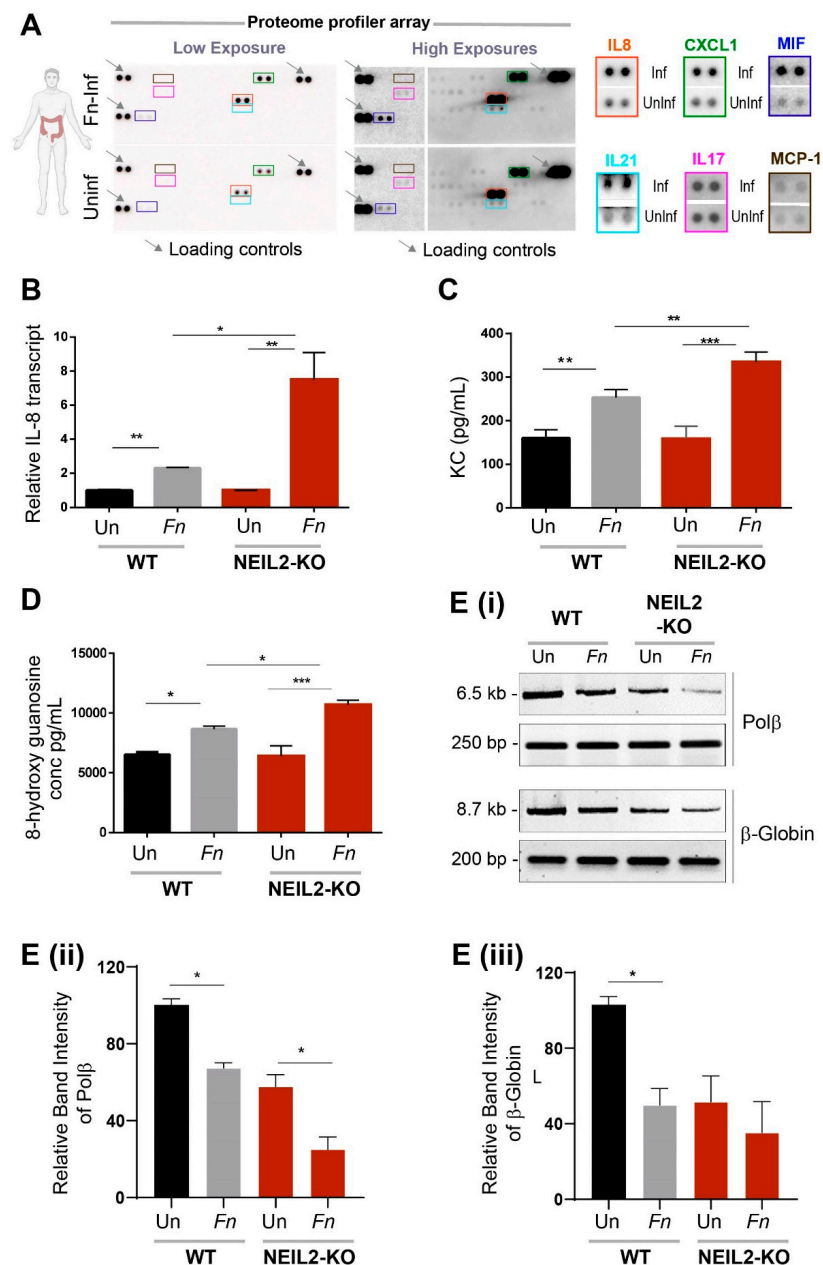 A
Proteome profiler array
Low Exposure
High Exposures
Fn-Inf
Uninf
Loading controls
Loading controls
IL8
CXCL1
MIF
Inf
Inf
UnInf
UnInf
IL21
IL17
MCP-1
Inf
Inf
UnInf
UnInf
B
Relative IL-8 transcript
10
8
6
4
2
0
**
*
**
Un
Fn
Un
Fn
WT
NEIL2-KO
C
KC (pg/mL)
400
300
200
100
0
**
**
***
Un
Fn
Un
Fn
WT
NEIL2-KO
D
8-hydroxy guanosine
conc pg/mL
15000
10000
5000
0
*
*
***
Un
Fn
Un
Fn
WT
NEIL2-KO
E (i)
WT
NEIL2
-KO
Un
Fn
Un
Fn
6.5 kb -
250 bp -
Polβ
8.7 kb -
200 bp -
β-Globin
E (ii)
Relative Band Intensity
of Polβ
120
80
40
0
*
*
Un
Fn
Un
Fn
WT
NEIL2-KO
E (iii)
Relative Band Intensity
of β-Globin
120
80
40
0
*
Un
Fn
Un
Fn
WT
NEIL2-KO